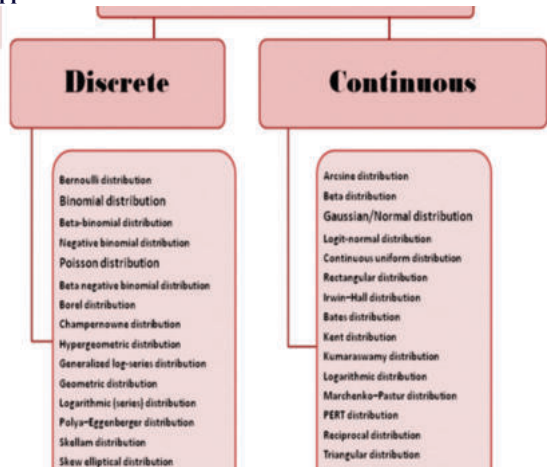 Discrete
Bernoulli distribution
Binomial distribution
Beta-binomial distribution
Negative binomial distribution
Poisson distribution
Beta negative binomial distribution
Borel distribution
Champernowne distribution
Hypergeometric distribution
Generalized log-series distribution
Geometric distribution
Logarithmic (series) distribution
Polya–Eggenberger distribution
Skellam distribution
Skew elliptical distribution
Continuous
Arcsine distribution
Beta distribution
Gaussian/Normal distribution
Logit-normal distribution
Continuous uniform distribution
Rectangular distribution
Irwin–Hall distribution
Bates distribution
Kent distribution
Kumaraswamy distribution
Logarithmic distribution
Marchenko–Pastur distribution
PERT distribution
Reciprocal distribution
Triangular distribution